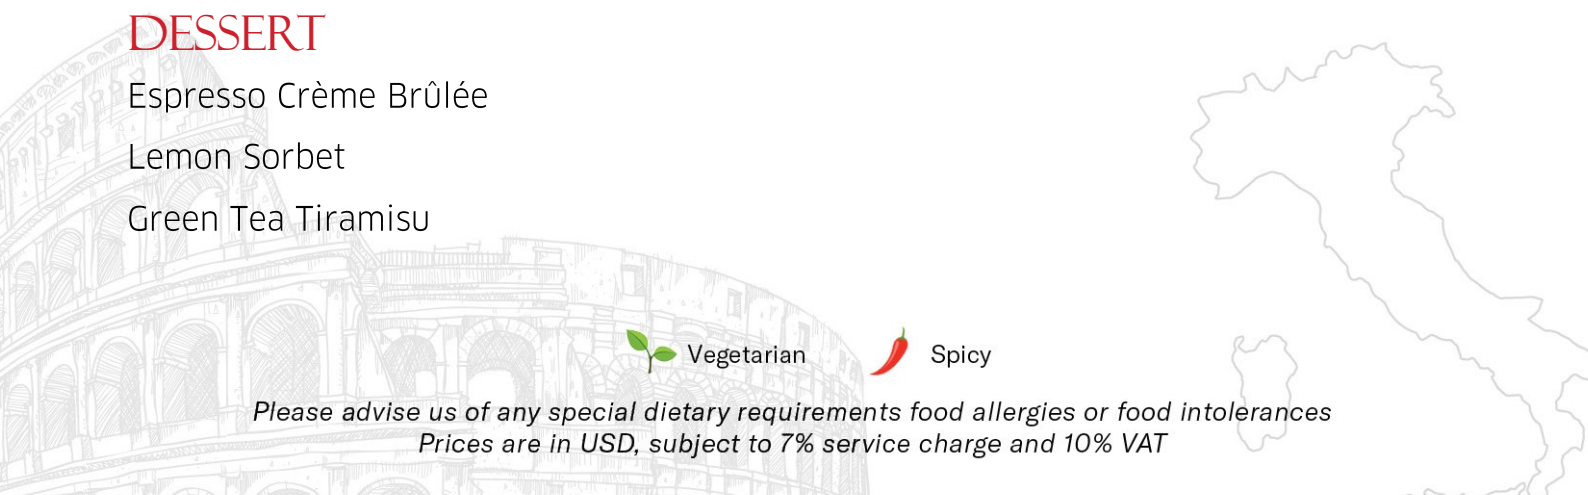 DESSERT
Espresso Crème Brûlée
Lemon Sorbet
Green Tea Tiramisu
Vegetarian Spicy
Please advise us of any special dietary requirements food allergies or food intolerances
Prices are in USD, subject to 7% service charge and 10% VAT